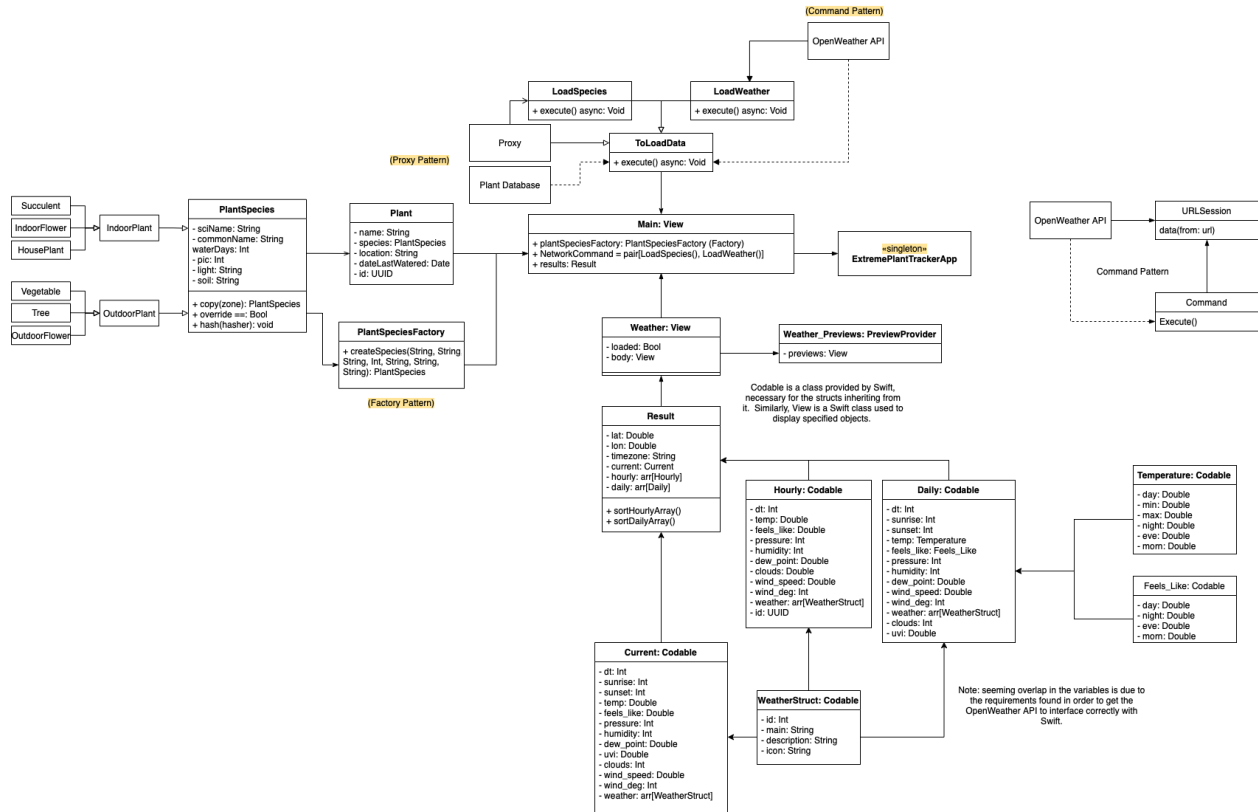 (Command Pattern)
OpenWeather API
LoadSpecies
+ execute() async: Void
LoadWeather
+ execute() async: Void
Proxy
(Proxy Pattern)
ToLoadData
+ execute() async: Void
Plant Database
Succulent
IndoorFlower
HousePlant
IndoorPlant
Vegetable
Tree
OutdoorFlower
OutdoorPlant
PlantSpecies
- sciName: String
- commonName: String
waterDays: Int
- pic: Int
- light: String
- soil: String
+ copy(zone): PlantSpecies
+ override ==: Bool
+ hash(hasher): void
Plant
- name: String
- species: PlantSpecies
- location: String
- dateLastWatered: Date
- id: UUID
PlantSpeciesFactory
+ createSpecies(String, String
String, Int, String, String,
String): PlantSpecies
(Factory Pattern)
Main: View
+ plantSpeciesFactory: PlantSpeciesFactory (Factory)
+ NetworkCommand = pair[LoadSpecies(), LoadWeather()]
+ results: Result
«singleton»
ExtremePlantTrackerApp
OpenWeather API
URLSession
data(from: url)
Command Pattern
Command
Execute()
Weather: View
- loaded: Bool
- body: View
Weather_Previews: PreviewProvider
- previews: View
Codable is a class provided by Swift,
necessary for the structs inheriting from
it. Similarly, View is a Swift class used to
display specified objects.
Result
- lat: Double
- lon: Double
- timezone: String
- current: Current
- hourly: arr[Hourly]
- daily: arr[Daily]
+ sortHourlyArray()
+ sortDailyArray()
Hourly: Codable
- dt: Int
- temp: Double
- feels_like: Double
- pressure: Int
- humidity: Int
- dew_point: Double
- clouds: Double
- wind_speed: Double
- wind_deg: Int
- weather: arr[WeatherStruct]
- id: UUID
Daily: Codable
- dt: Int
- sunrise: Int
- sunset: Int
- temp: Temperature
- feels_like: Feels_Like
- pressure: Int
- humidity: Int
- dew_point: Double
- wind_speed: Double
- wind_deg: Int
- weather: arr[WeatherStruct]
- clouds: Int
- uvi: Double
Temperature: Codable
- day: Double
- min: Double
- max: Double
- night: Double
- eve: Double
- morn: Double
Feels_Like: Codable
- day: Double
- night: Double
- eve: Double
- morn: Double
Current: Codable
- dt: Int
- sunrise: Int
- sunset: Int
- temp: Double
- feels_like: Double
- pressure: Int
- humidity: Int
- dew_point: Double
- uvi: Double
- clouds: Int
- wind_speed: Double
- wind_deg: Int
- weather: arr[WeatherStruct]
WeatherStruct: Codable
- id: Int
- main: String
- description: String
- icon: String
Note: seeming overlap in the variables is due to
the requirements found in order to get the
OpenWeather API to interface correctly with
Swift.